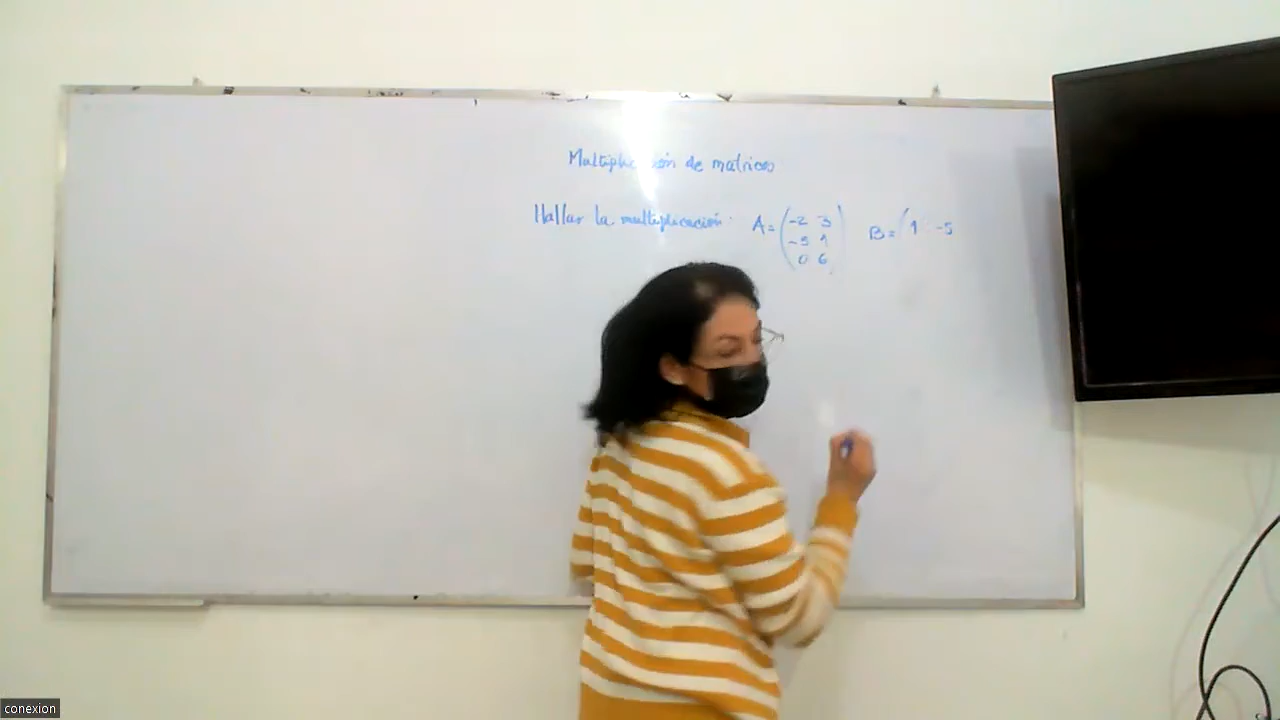 Multiplicación de matrices
Hallar la multiplicación: A = (-2 3 B = (1 -5
-5 1
0 6)
conexion